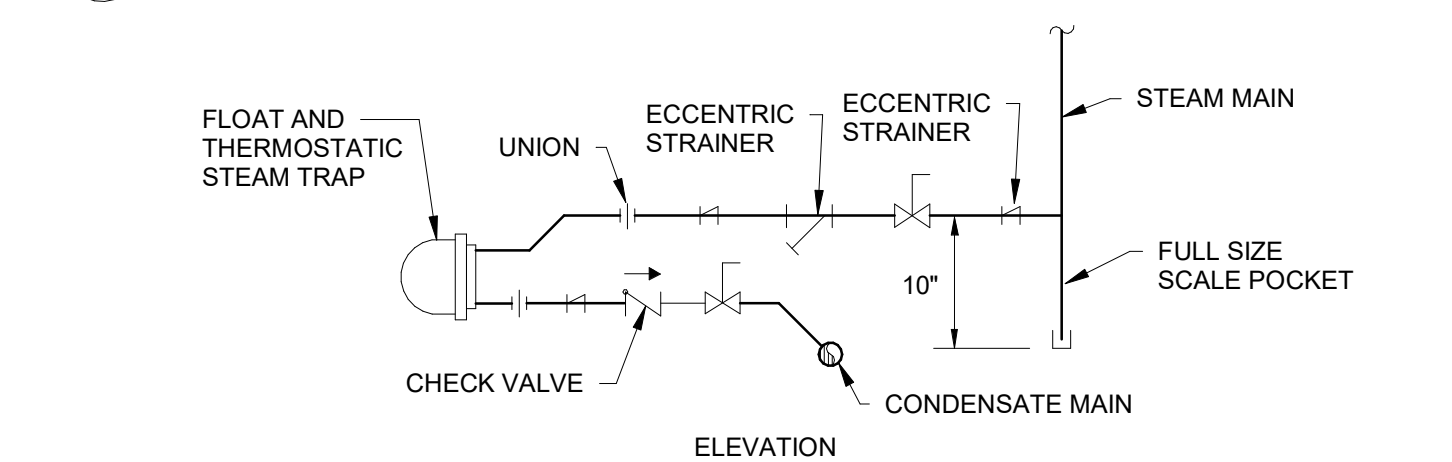 FLOAT AND
THERMOSTATIC
STEAM TRAP
UNION
ECCENTRIC
STRAINER
ECCENTRIC
STRAINER
STEAM MAIN
FULL SIZE
SCALE POCKET
10"
CHECK VALVE
CONDENSATE MAIN
ELEVATION